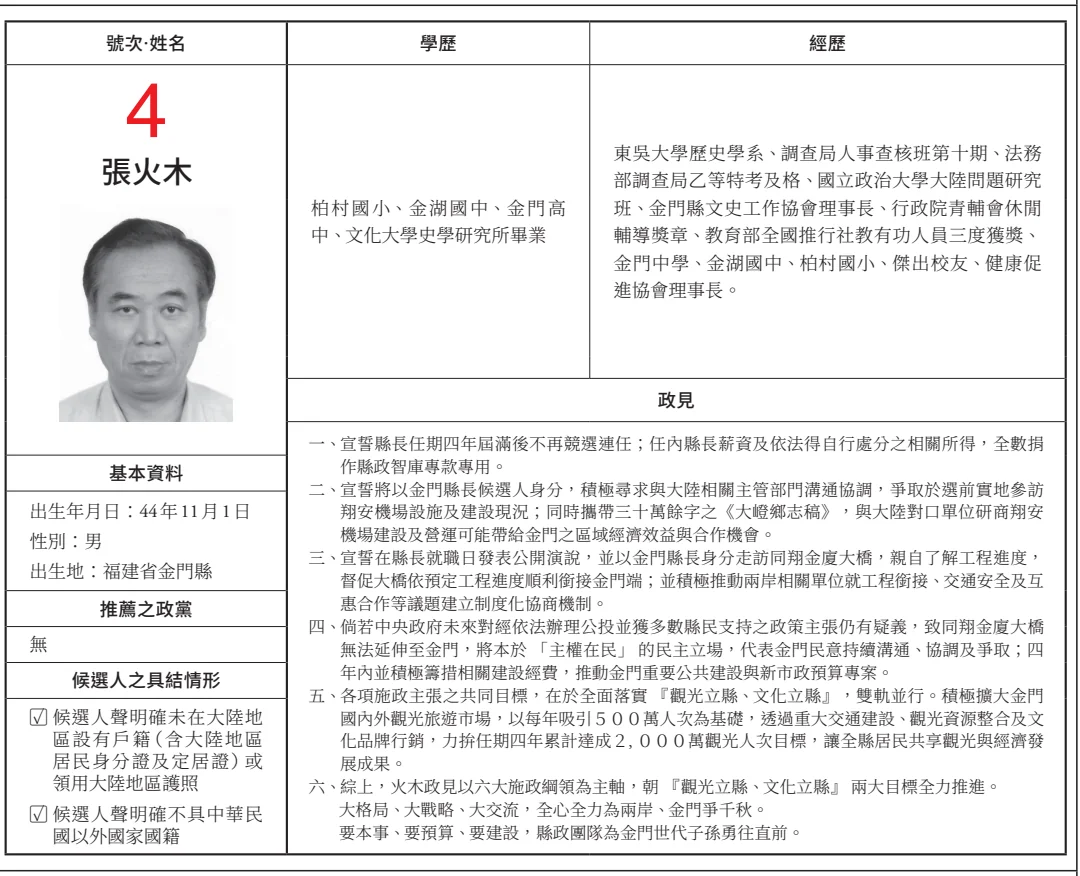 號次·姓名
4
張火木
學歷
柏村國小、金湖國中、金門高
中、文化大學史學研究所畢業
經歷
東吳大學歷史學系、調查局人事查核班第十期、法務
部調查局乙等特考及格、國立政治大學大陸問題研究
班、金門縣文史工作協會理事長、行政院青輔會休閒
輔導獎章、教育部全國推行社教有功人員三度獲獎、
金門中學、金湖國中、柏村國小、傑出校友、健康促
進協會理事長。
基本資料
出生年月日：44年11月1日
性別：男
出生地：福建省金門縣
推薦之政黨
無
候選人之具結情形
☑ 候選人聲明確未在大陸地
區設有戶籍（含大陸地區
居民身分證及定居證）或
領用大陸地區護照
☑ 候選人聲明確不具中華民
國以外國家國籍
政見
一、宣誓縣長任期四年屆滿後不再競選連任；任內縣長薪資及依法得自行處分之相關所得，全數捐
作縣政智庫專款專用。
二、宣誓將以金門縣長候選人身分，積極尋求與大陸相關主管部門溝通協調，爭取於選前實地參訪
翔安機場設施及建設現況；同時攜帶三十萬餘字之《大嶝鄉志稿》，與大陸對口單位研商翔安
機場建設及營運可能帶給金門之區域經濟效益與合作機會。
三、宣誓在縣長就職日發表公開演說，並以金門縣長身分走訪同翔金廈大橋，親自了解工程進度，
督促大橋依預定工程進度順利銜接金門端；並積極推動兩岸相關單位就工程銜接、交通安全及互
惠合作等議題建立制度化協商機制。
四、倘若中央政府未來對經依法辦理公投並獲多數縣民支持之政策主張仍有疑義，致同翔金廈大橋
無法延伸至金門，將本於「主權在民」的民主立場，代表金門民意持續溝通、協調及爭取；四
年內並積極籌措相關建設經費，推動金門重要公共建設與新市政預算專案。
五、各項施政主張之共同目標，在於全面落實『觀光立縣、文化立縣』，雙軌並行。積極擴大金門
國內外觀光旅遊市場，以每年吸引５００萬人次為基礎，透過重大交通建設、觀光資源整合及文
化品牌行銷，力拚任期四年累計達成２,０００萬觀光人次目標，讓全縣居民共享觀光與經濟發
展成果。
六、綜上，火木政見以六大施政綱領為主軸，朝『觀光立縣、文化立縣』兩大目標全力推進。
大格局、大戰略、大交流，全心全力為兩岸、金門爭千秋。
要本事、要預算、要建設，縣政團隊為金門世代子孫勇往直前。